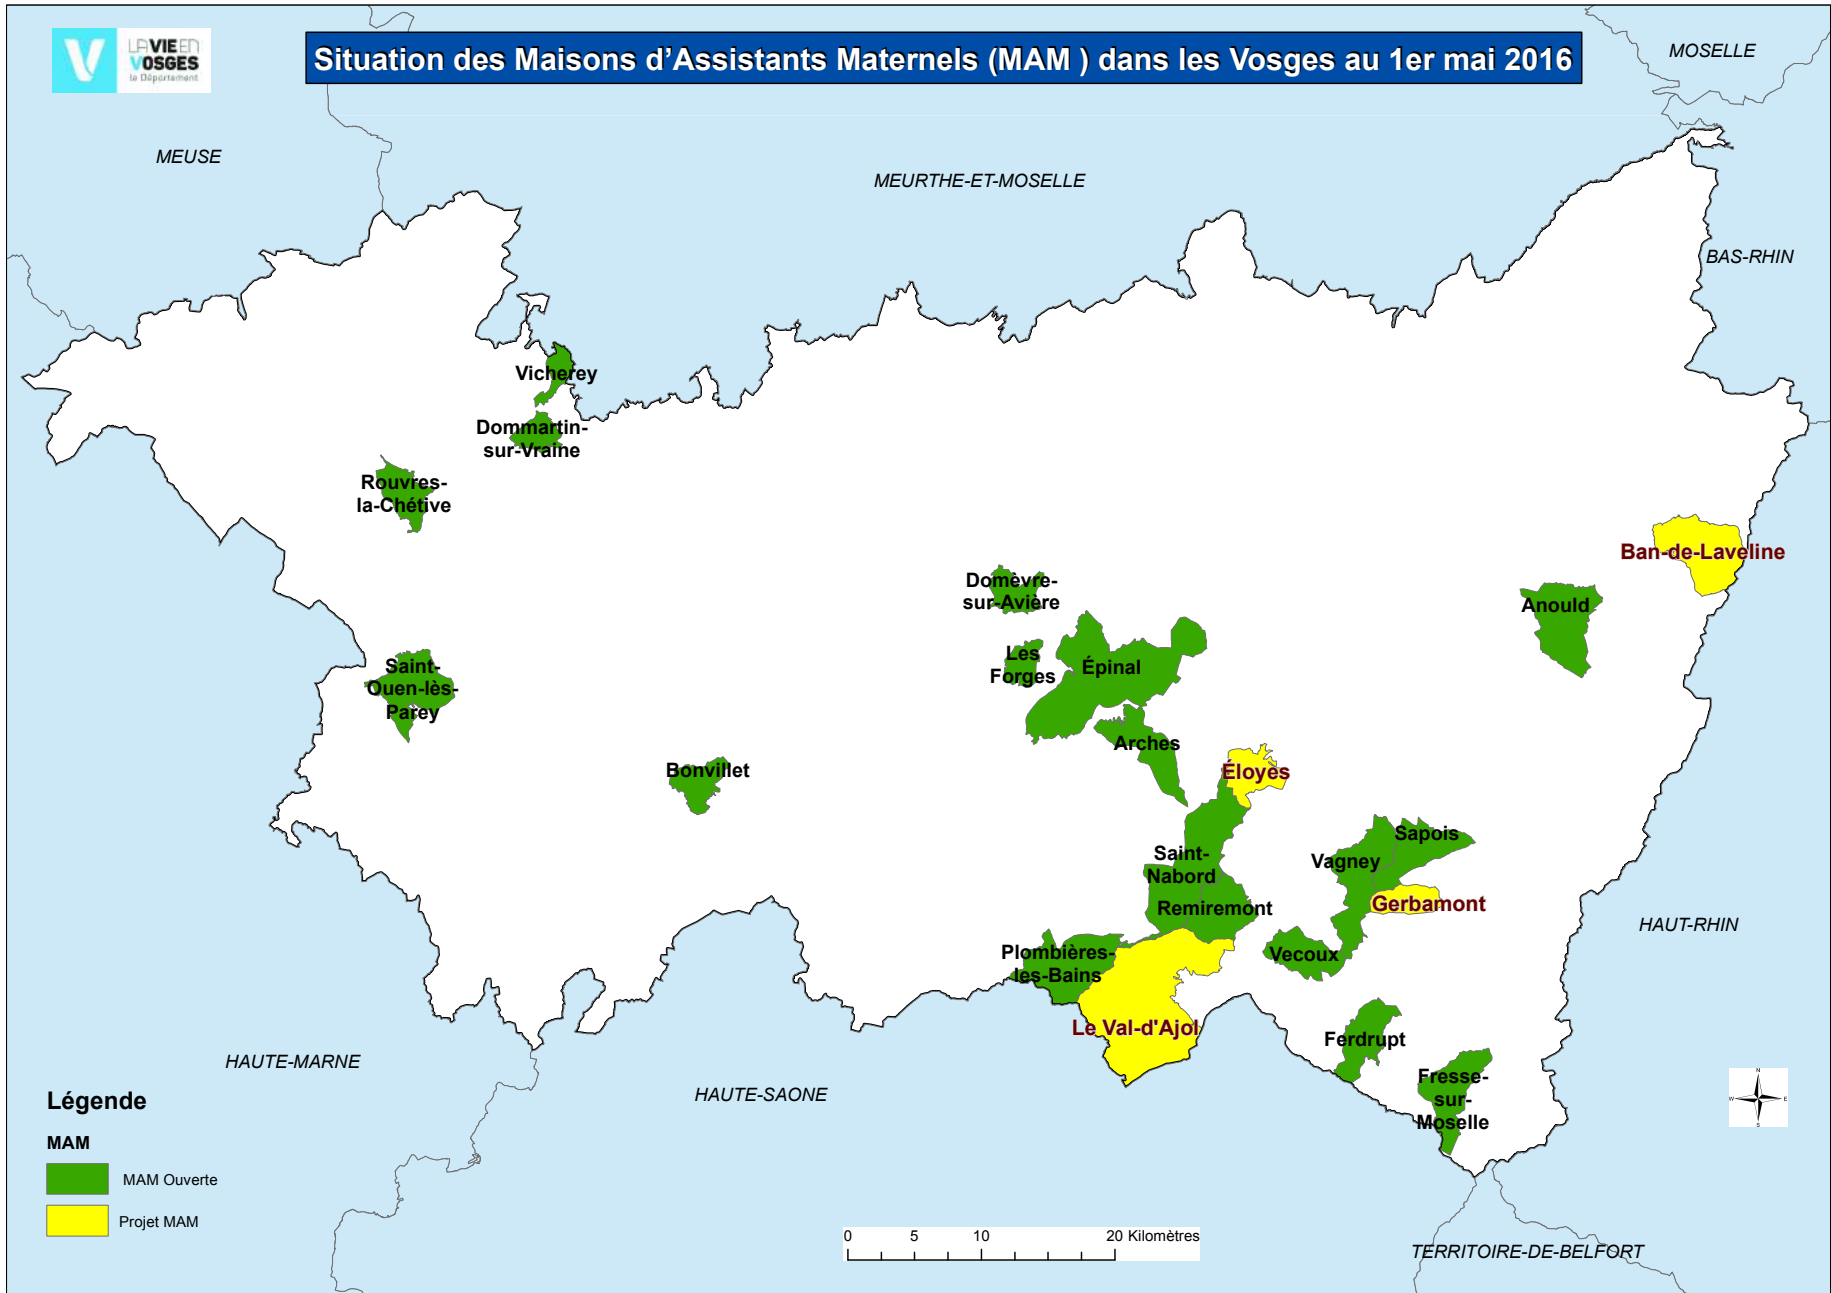 LA VIE EN
VOSGES
le Département
Situation des Maisons d'Assistants Maternels (MAM ) dans les Vosges au 1er mai 2016
MOSELLE
MEUSE
MEURTHE-ET-MOSELLE
BAS-RHIN
Vicherey
Dommartin-
sur-Vraine
Rouvres-
la-Chétive
Ban-de-Laveline
Domèvre-
sur-Avière
Anould
Les
Forges
Épinal
Saint-
Ouen-lès-
Parey
Arches
Bonvillet
Éloyes
Sapois
Vagney
Saint-
Nabord
Gerbamont
Remiremont
HAUT-RHIN
Plombières-
les-Bains
Vecoux
Le Val-d'Ajol
Ferdrupt
HAUTE-MARNE
Fresse-
sur-
Moselle
HAUTE-SAONE
Légende
MAM
MAM Ouverte
Projet MAM
N
W
E
S
0 5 10 20 Kilomètres
TERRITOIRE-DE-BELFORT